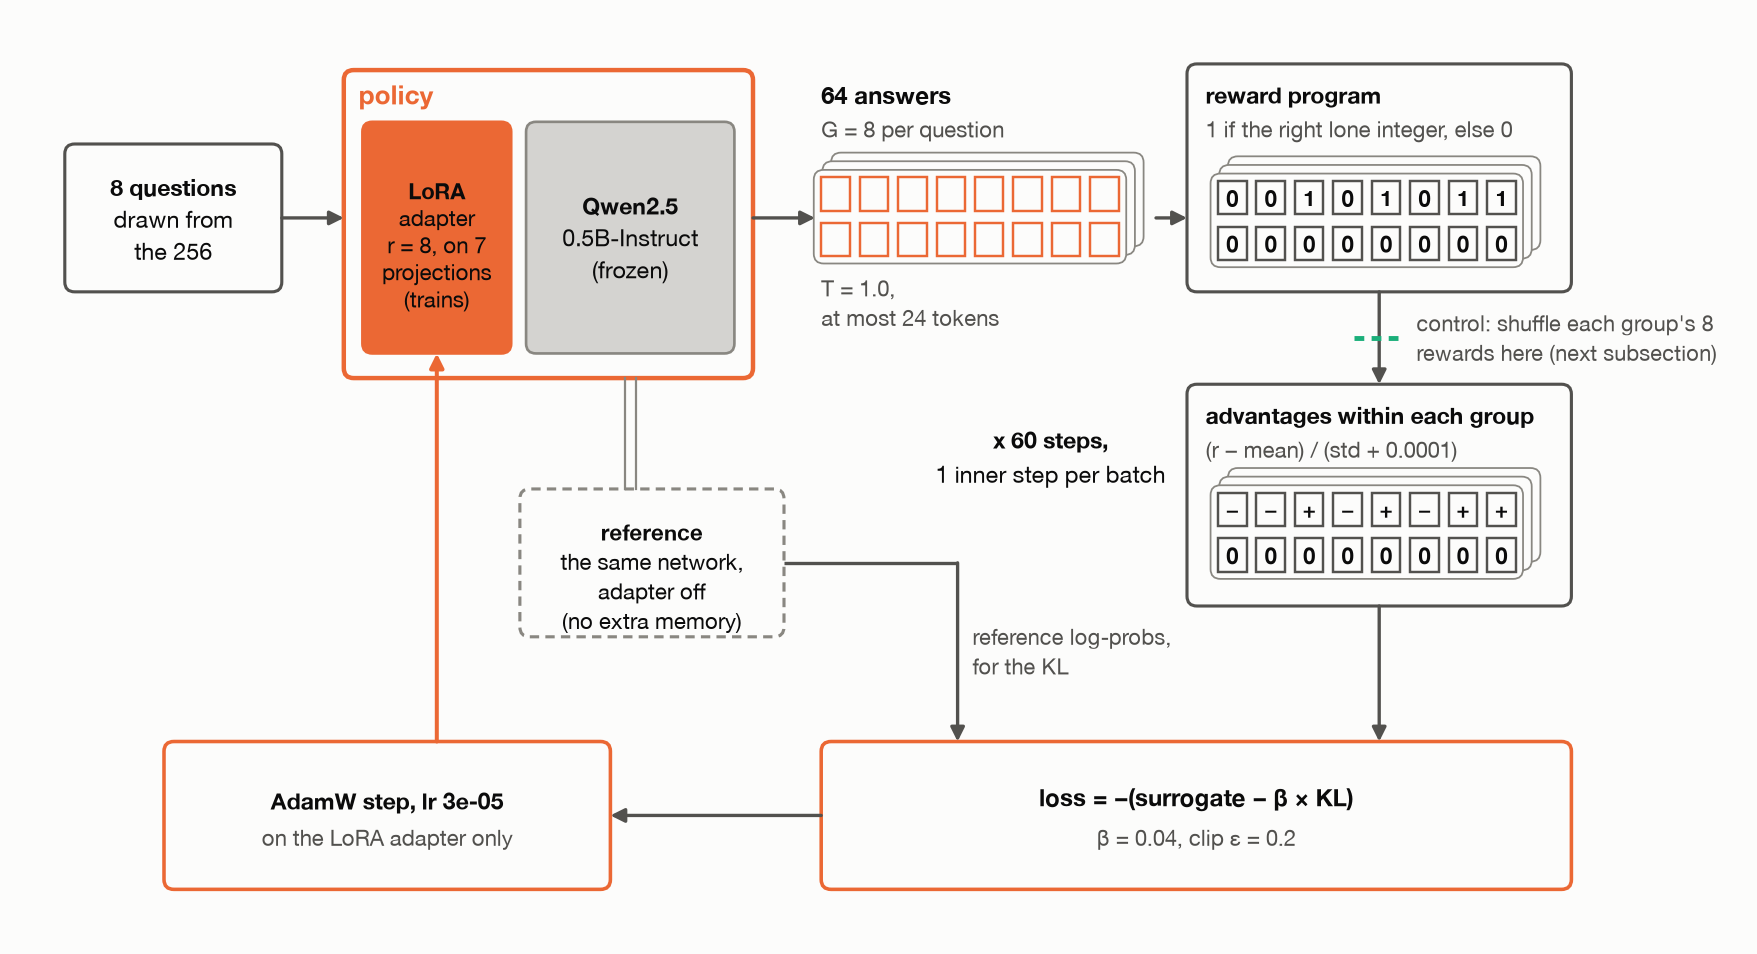 8 questions
drawn from
the 256
policy
LoRA
adapter
r = 8, on 7
projections
(trains)
Qwen2.5
0.5B-Instruct
(frozen)
64 answers
G = 8 per question
T = 1.0,
at most 24 tokens
reward program
1 if the right lone integer, else 0
0 0 1 0 1 0 1 1
0 0 0 0 0 0 0 0
control: shuffle each group's 8
rewards here (next subsection)
advantages within each group
(r − mean) / (std + 0.0001)
− − + − + − + +
0 0 0 0 0 0 0 0
x 60 steps,
1 inner step per batch
reference
the same network,
adapter off
(no extra memory)
reference log-probs,
for the KL
AdamW step, lr 3e-05
on the LoRA adapter only
loss = −(surrogate − β × KL)
β = 0.04, clip ε = 0.2